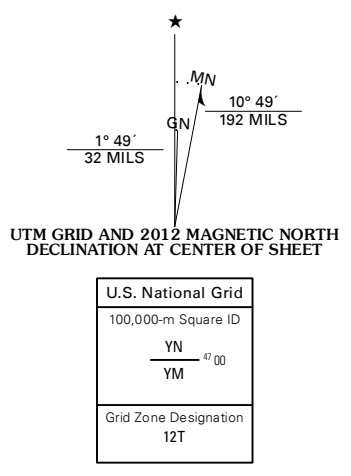 ★
MN
GN
10° 49´
192 MILS
1° 49´
32 MILS
UTM GRID AND 2012 MAGNETIC NORTH
DECLINATION AT CENTER OF SHEET
U.S. National Grid
100,000-m Square ID
YN
47 00
YM
Grid Zone Designation
12T